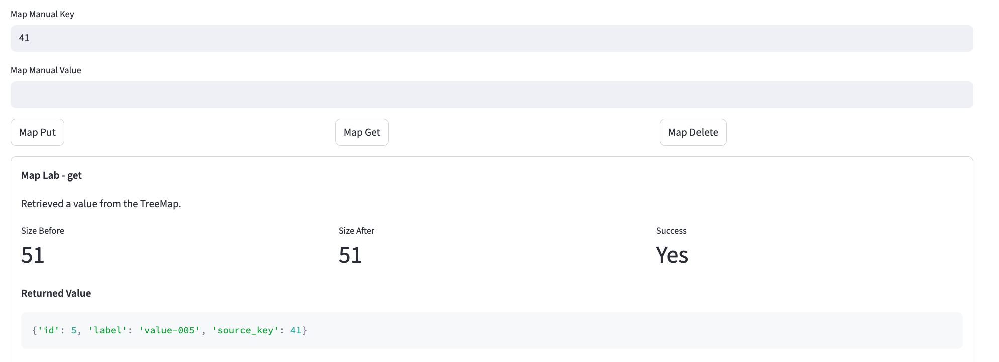 Map Manual Key
41
Map Manual Value
Map Put
Map Get
Map Delete
Map Lab - get
Retrieved a value from the TreeMap.
Size Before
Size After
Success
51
51
Yes
Returned Value
{'id': 5, 'label': 'value-005', 'source_key': 41}